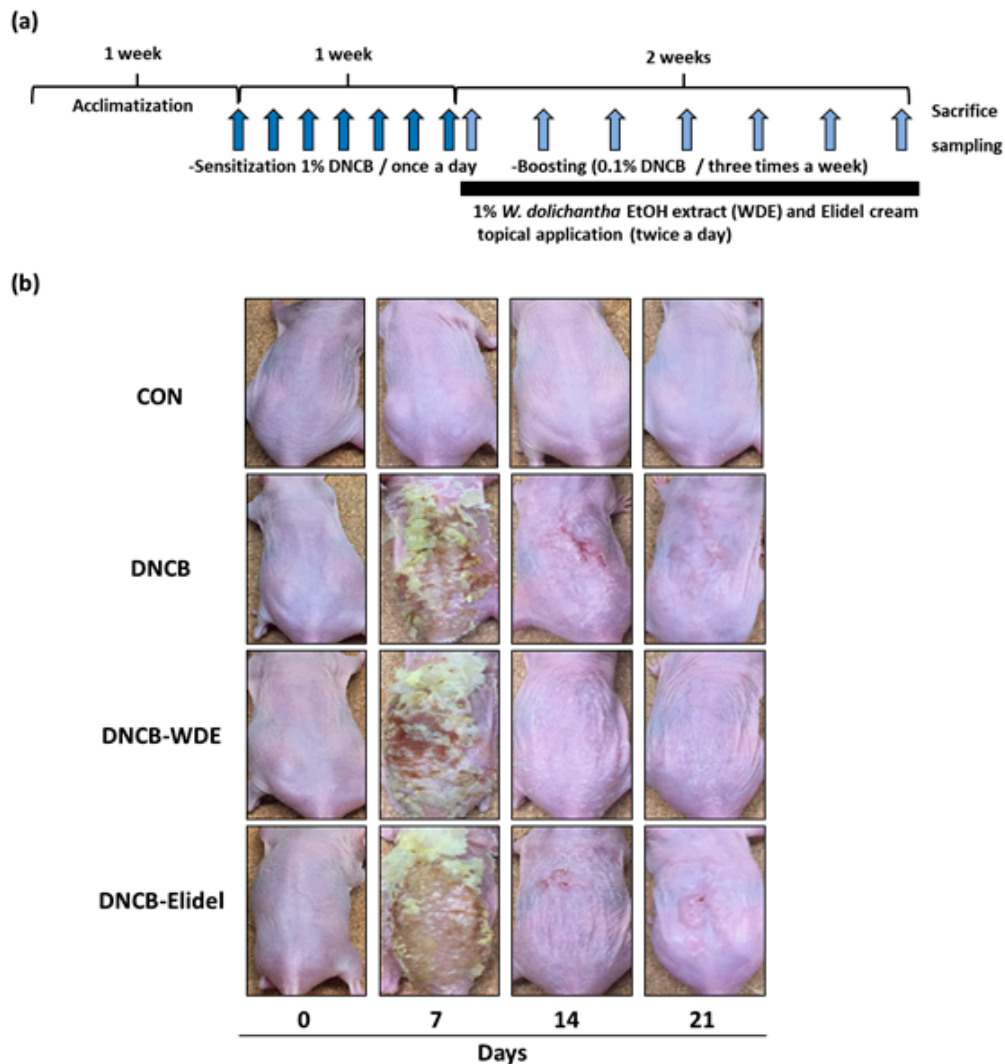 (a)
1 week
1 week
2 weeks
Acclimatization
Sacrifice
sampling
-Sensitization 1% DNCB / once a day
-Boosting (0.1% DNCB / three times a week)
1% W. dolichantha EtOH extract (WDE) and Elidel cream
topical application (twice a day)
(b)
CON
DNCB
DNCB-WDE
DNCB-Elidel
0 7 14 21
Days